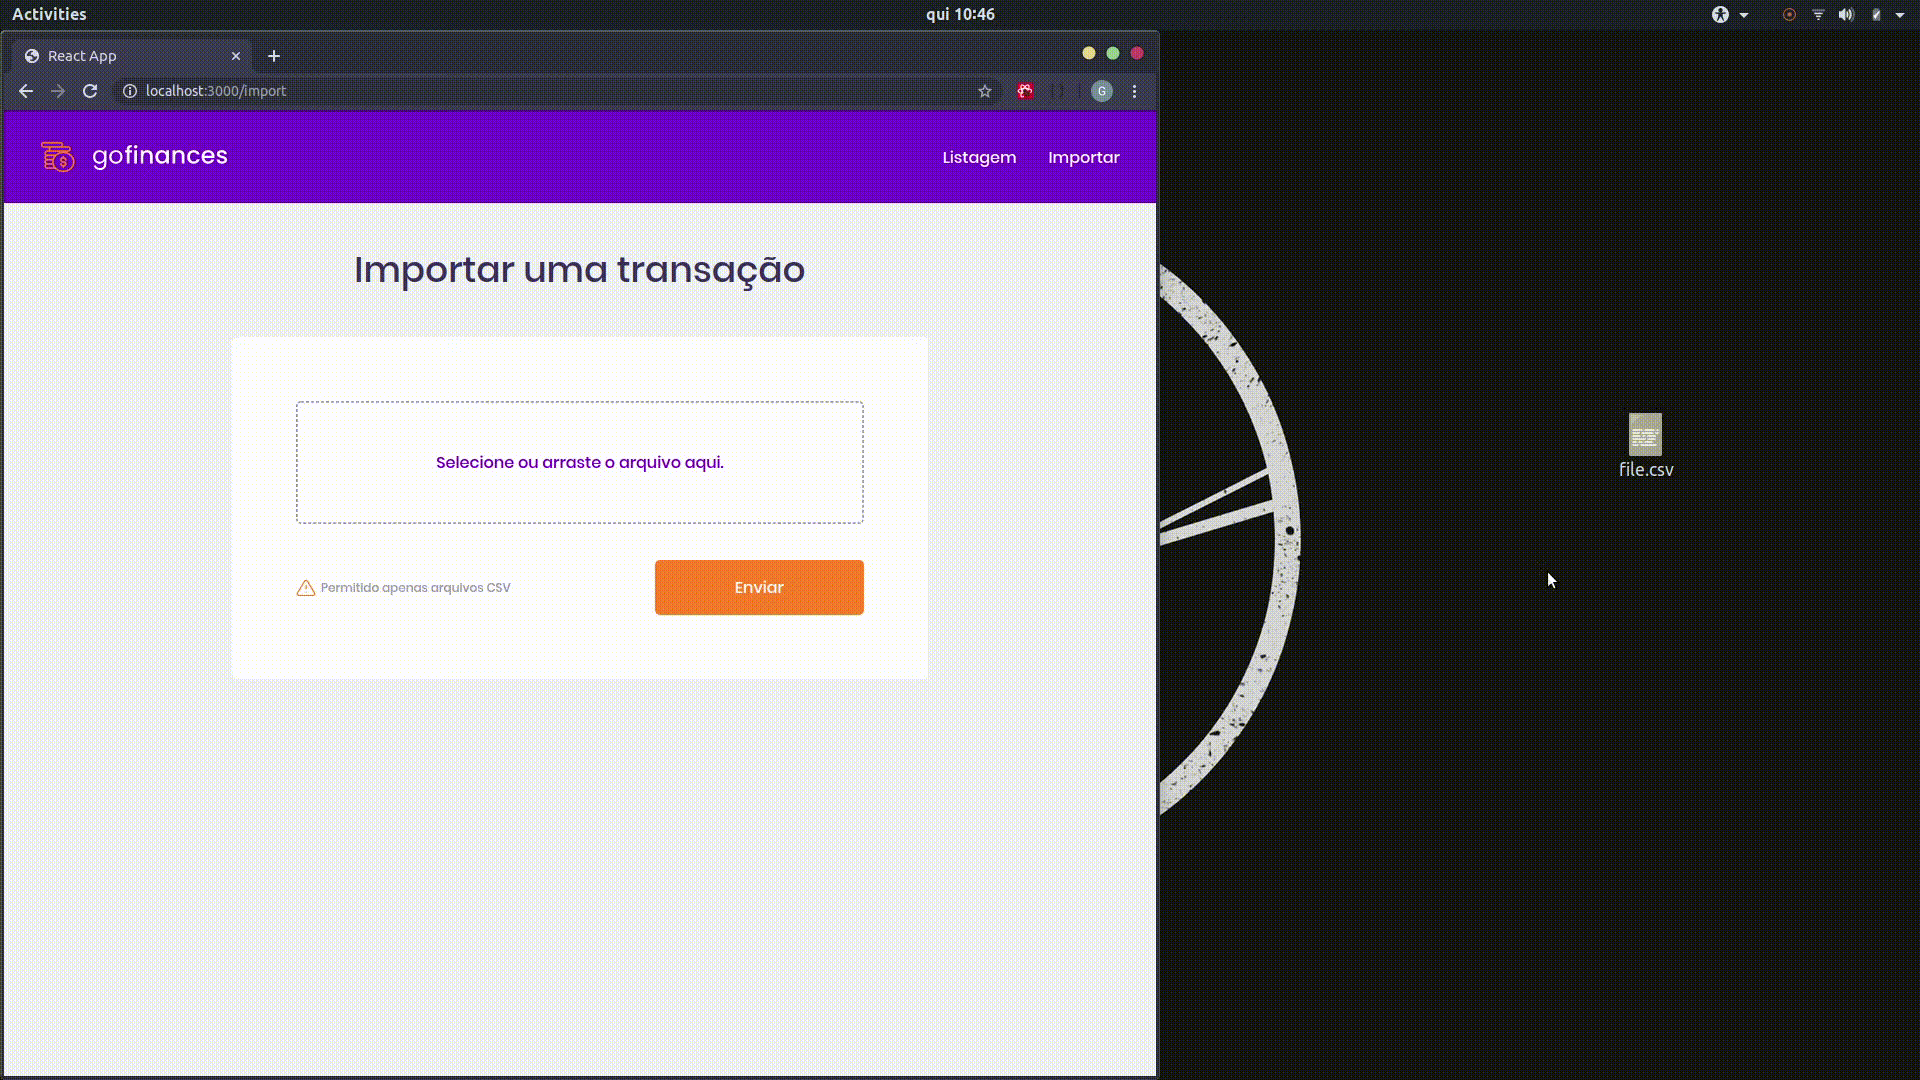 Activities
qui 10:46
React App
localhost:3000/import
G
gofinances
Listagem
Importar
Importar uma transação
Selecione ou arraste o arquivo aqui.
Permitido apenas arquivos CSV
Enviar
file.csv